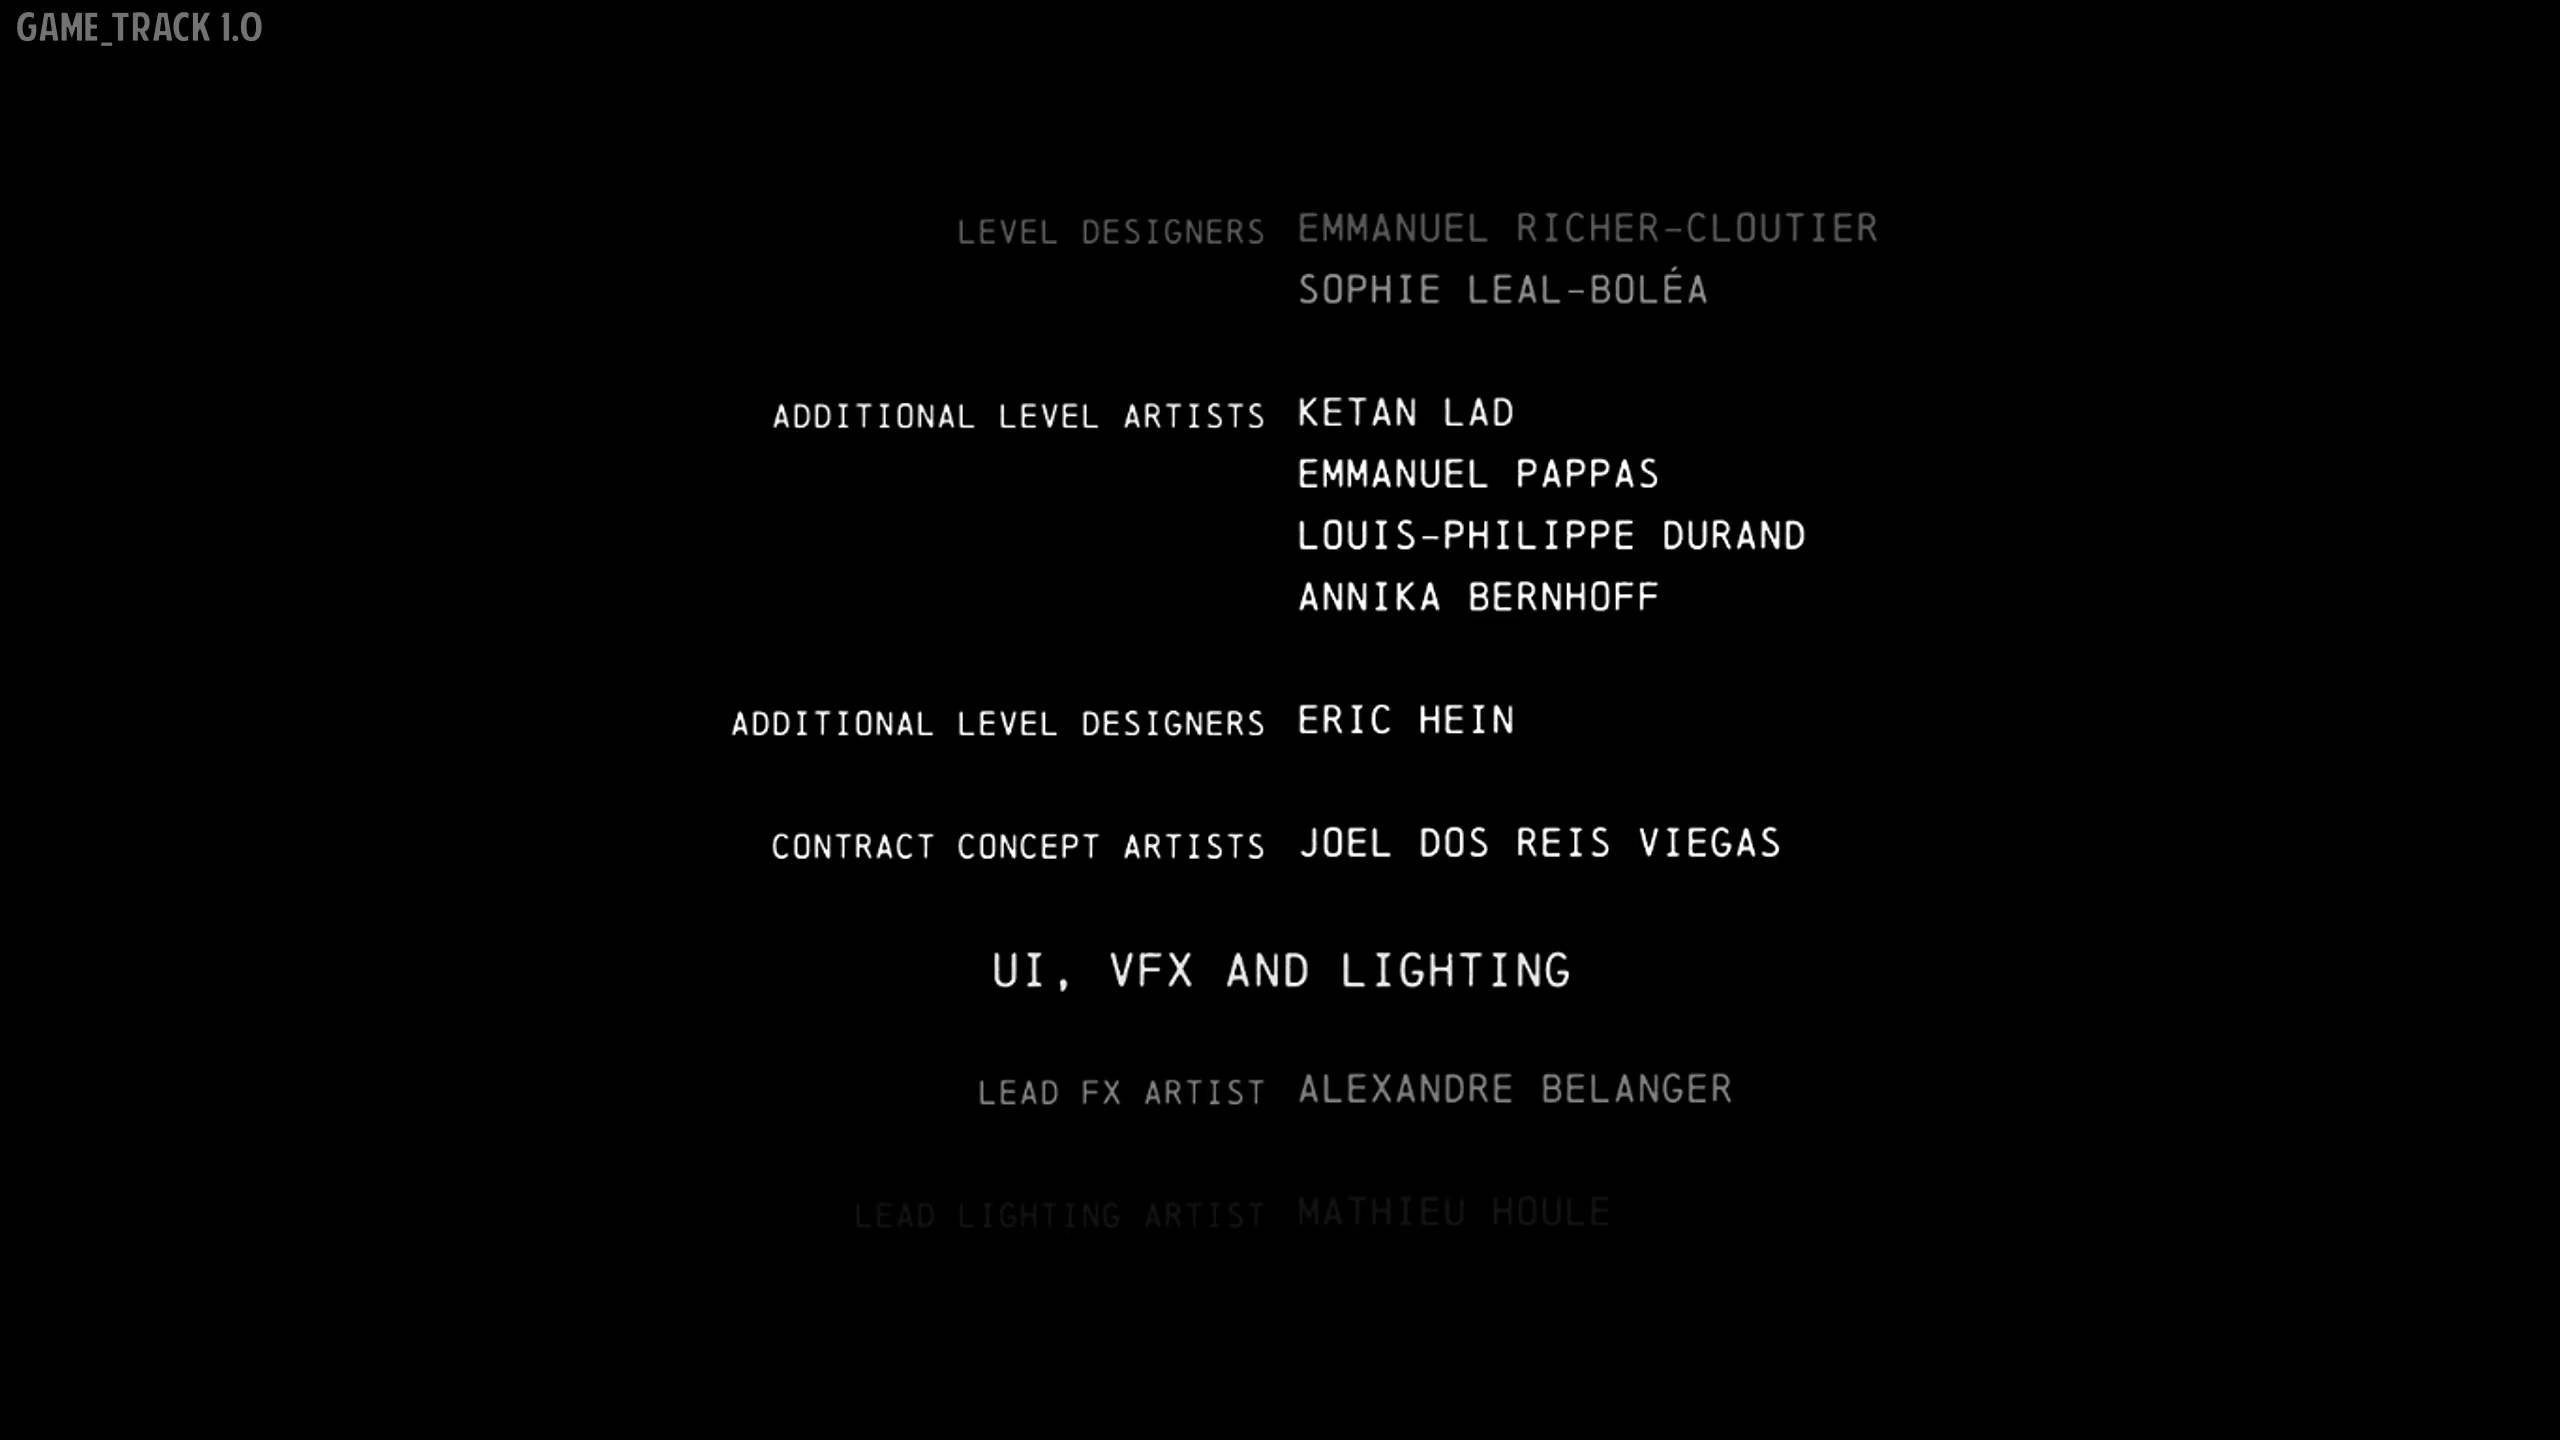 GAME_TRACK 1.0
LEVEL DESIGNERS EMMANUEL RICHER-CLOUTIER
SOPHIE LEAL-BOLÉA
ADDITIONAL LEVEL ARTISTS KETAN LAD
EMMANUEL PAPPAS
LOUIS-PHILIPPE DURAND
ANNIKA BERNHOFF
ADDITIONAL LEVEL DESIGNERS ERIC HEIN
CONTRACT CONCEPT ARTISTS JOEL DOS REIS VIEGAS
UI, VFX AND LIGHTING
LEAD FX ARTIST ALEXANDRE BELANGER
LEAD LIGHTING ARTIST MATHIEU HOULE